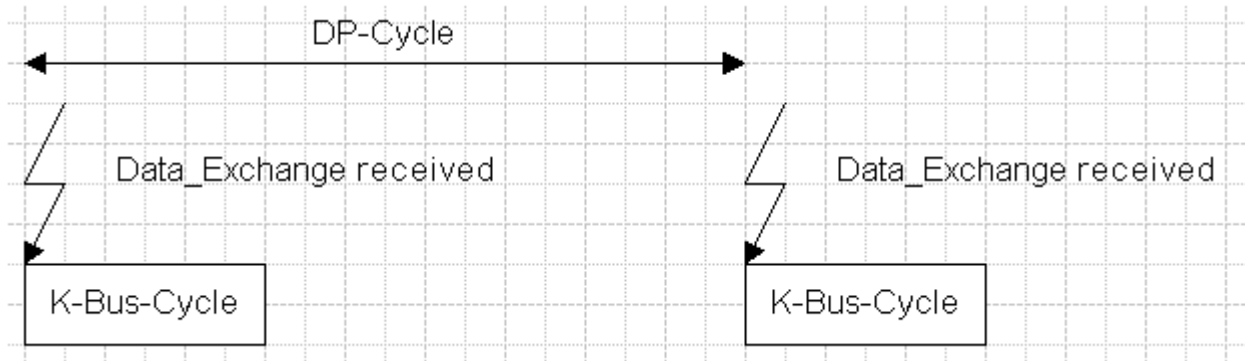 DP-Cycle
Data_Exchange received
Data_Exchange received
K-Bus-Cycle
K-Bus-Cycle